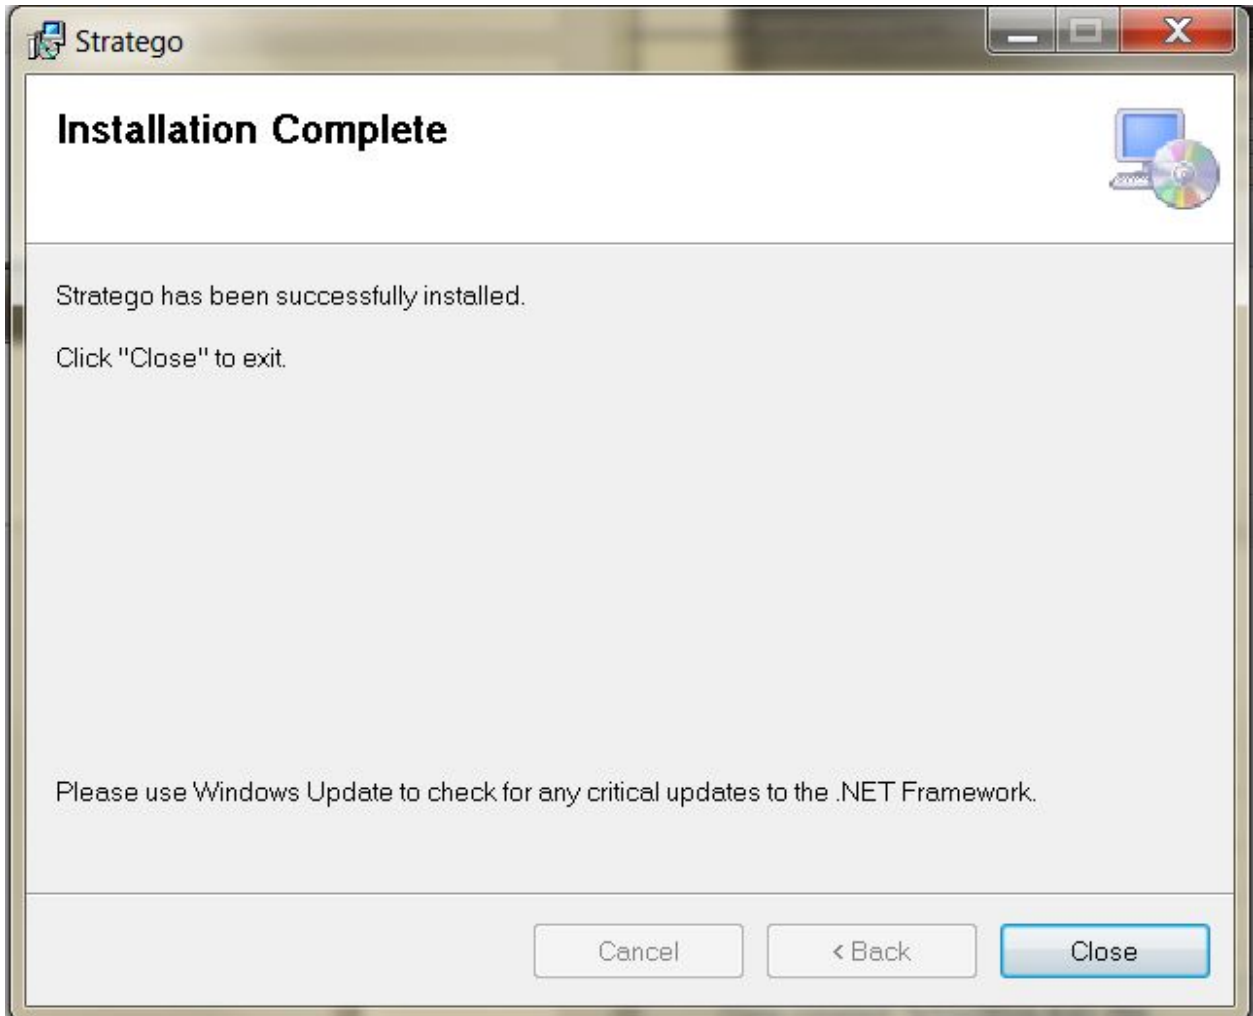 Stratego
Installation Complete
Stratego has been successfully installed.
Click "Close" to exit.
Please use Windows Update to check for any critical updates to the .NET Framework.
Cancel
< Back
Close